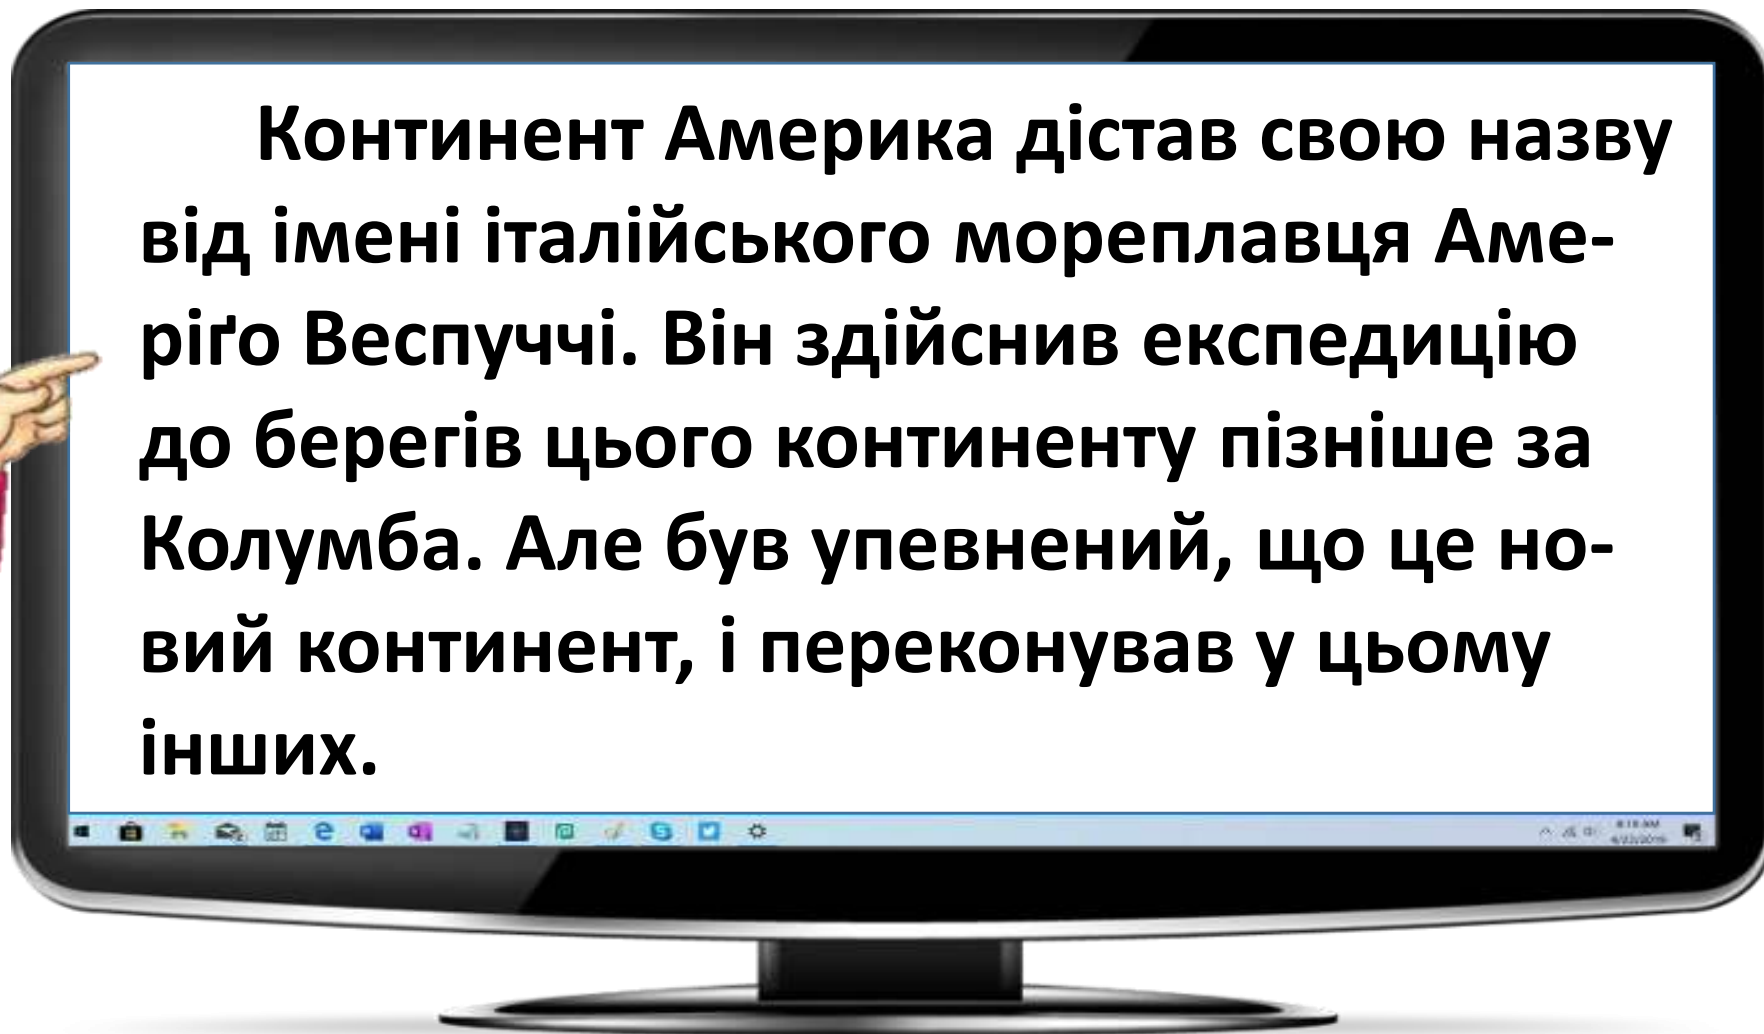 Континент Америка дістав свою назву
від імені італійського мореплавця Аме-
ріґо Веспуччі. Він здійснив експедицію
до берегів цього континенту пізніше за
Колумба. Але був упевнений, що це но-
вий континент, і переконував у цьому
інших.